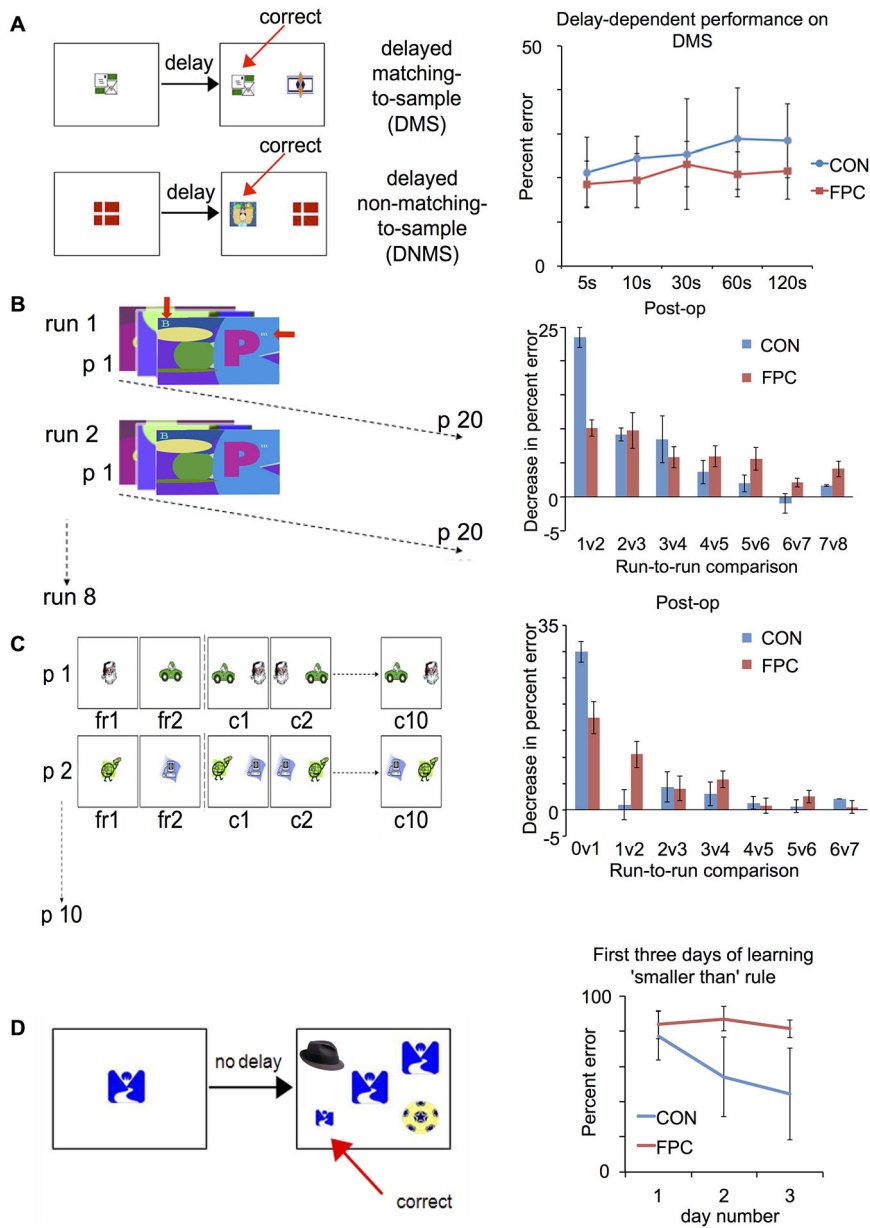 A
correct
delay
delayed
matching-
to-sample
(DMS)
correct
delay
delayed
non-matching-
to-sample
(DNMS)
Delay-dependent performance on
DMS
Percent error
50
0
CON
FPC
5s 10s 30s 60s 120s
B
run 1
p 1
B
P
p 20
run 2
p 1
B
P
p 20
run 8
Post-op
Decrease in percent error
25
0
-5
CON
FPC
1v2 2v3 3v4 4v5 5v6 6v7 7v8
Run-to-run comparison
C
p 1
fr1 fr2 c1 c2 c10
p 2
fr1 fr2 c1 c2 c10
p 10
Post-op
Decrease in percent error
35
0
-5
CON
FPC
0v1 1v2 2v3 3v4 4v5 5v6 6v7
Run-to-run comparison
D
no delay
correct
First three days of learning
'smaller than' rule
Percent error
100
0
CON
FPC
1 2 3
day number